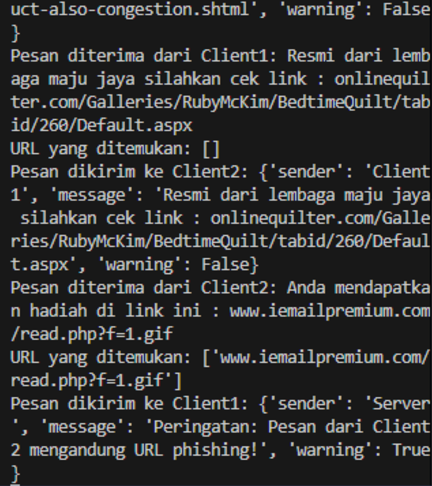 uct-also-congestion.shtml', 'warning': False
}
Pesan diterima dari Client1: Resmi dari lemb
aga maju jaya silahkan cek link : onlinequil
ter.com/Galleries/RubyMcKim/BedtimeQuilt/tab
id/260/Default.aspx
URL yang ditemukan: []
Pesan dikirim ke Client2: {'sender': 'Client
1', 'message': 'Resmi dari lembaga maju jaya
 silahkan cek link : onlinequilter.com/Galle
ries/RubyMcKim/BedtimeQuilt/tabid/260/Defaul
t.aspx', 'warning': False}
Pesan diterima dari Client2: Anda mendapatka
n hadiah di link ini : www.iemailpremium.com
/read.php?f=1.gif
URL yang ditemukan: ['www.iemailpremium.com/
read.php?f=1.gif']
Pesan dikirim ke Client1: {'sender': 'Server
', 'message': 'Peringatan: Pesan dari Client
2 mengandung URL phishing!', 'warning': True
}